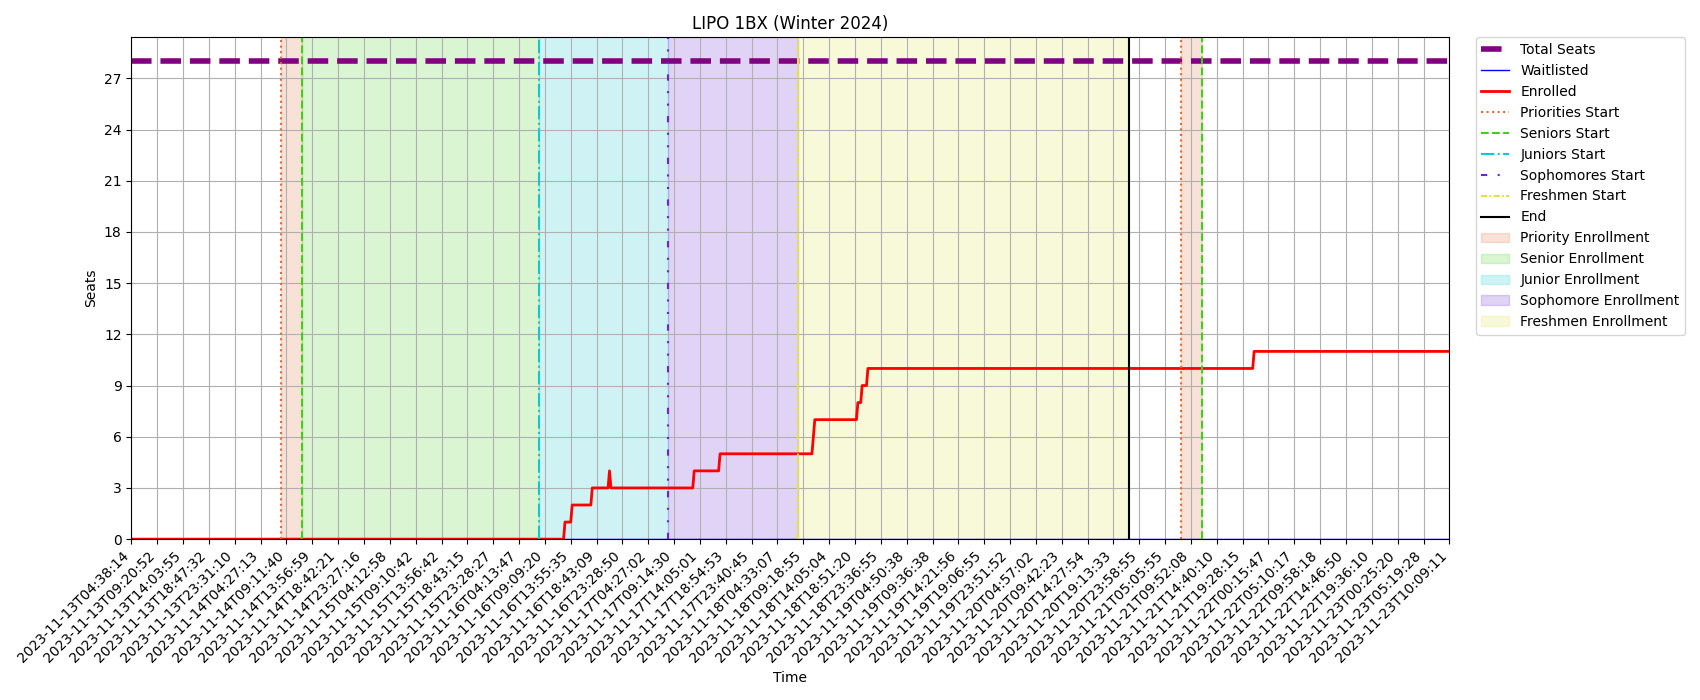 LIPO 1BX (Winter 2024)
Seats
27
24
21
18
15
12
9
6
3
0
2023-11-13T04:38:14
2023-11-13T09:20:52
2023-11-13T14:03:55
2023-11-13T18:47:32
2023-11-13T23:31:10
2023-11-14T04:27:13
2023-11-14T09:11:40
2023-11-14T13:56:59
2023-11-14T18:42:21
2023-11-14T23:27:16
2023-11-15T04:12:58
2023-11-15T09:10:42
2023-11-15T13:56:42
2023-11-15T18:43:15
2023-11-15T23:28:27
2023-11-16T04:13:47
2023-11-16T09:09:20
2023-11-16T13:55:35
2023-11-16T18:43:09
2023-11-16T23:28:50
2023-11-17T04:27:02
2023-11-17T09:14:30
2023-11-17T14:05:01
2023-11-17T18:54:53
2023-11-17T23:40:45
2023-11-18T04:33:07
2023-11-18T09:18:55
2023-11-18T14:05:04
2023-11-18T18:51:20
2023-11-18T23:36:55
2023-11-19T04:50:38
2023-11-19T09:36:38
2023-11-19T14:21:56
2023-11-19T19:06:55
2023-11-19T23:51:52
2023-11-20T04:57:02
2023-11-20T09:42:23
2023-11-20T14:27:54
2023-11-20T19:13:33
2023-11-20T23:58:55
2023-11-21T05:05:55
2023-11-21T09:52:08
2023-11-21T14:40:16
2023-11-21T19:28:15
2023-11-22T00:15:47
2023-11-22T05:10:17
2023-11-22T09:58:18
2023-11-22T14:46:50
2023-11-22T19:36:10
2023-11-23T00:25:20
2023-11-23T05:19:28
2023-11-23T10:09:11
Time
Total Seats
Waitlisted
Enrolled
Priorities Start
Seniors Start
Juniors Start
Sophomores Start
Freshmen Start
End
Priority Enrollment
Senior Enrollment
Junior Enrollment
Sophomore Enrollment
Freshmen Enrollment